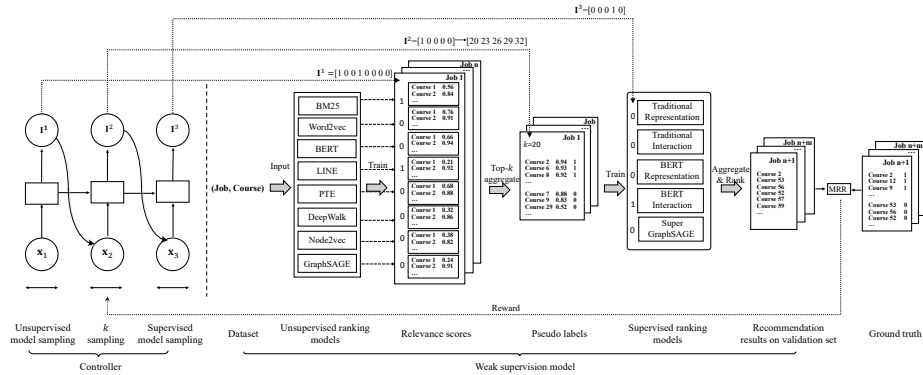 I³=[0 0 0 1 0]
I²=[1 0 0 0 0]→[20 23 26 29 32]
I¹ =[1 0 0 1 0 0 0 0]
I¹
I²
I³
x₁
x₂
x₃
Input
(Job, Course)
BM25
Word2vec
BERT
LINE
PTE
DeepWalk
Node2vec
GraphSAGE
Train
Job n
...
Job 1
1
Course 1 0.56
Course 2 0.84
...
0
Course 1 0.76
Course 2 0.91
...
0
Course 1 0.66
Course 2 0.94
...
1
Course 1 0.21
Course 2 0.92
...
0
Course 1 0.68
Course 2 0.88
...
0
Course 1 0.32
Course 2 0.86
...
0
Course 1 0.38
Course 2 0.82
...
0
Course 1 0.24
Course 2 0.91
...
Top-k
aggregate
Job
...
Job 1
k=20
Course 2 0.94 1
Course 6 0.93 1
Course 8 0.92 1
...
Course 7 0.88 0
Course 9 0.83 0
Course 29 0.52 0
...
Train
0
Traditional
Representation
0
Traditional
Interaction
0
BERT
Representation
1
BERT
Interaction
0
Super
GraphSAGE
Aggregate
& Rank
Job n+m
...
Job n+1
Course 2
Course 53
Course 56
Course 52
Course 57
Course 59
...
MRR
Job n+m
...
Job n+1
Course 2 1
Course 12 1
Course 9 1
...
Course 53 0
Course 56 0
Course 52 0
...
Reward
Unsupervised
model sampling
k
sampling
Supervised
model sampling
Dataset
Unsupervised ranking
models
Relevance scores
Pseudo labels
Supervised ranking
models
Recommendation
results on validation set
Ground truth
Controller
Weak supervision model